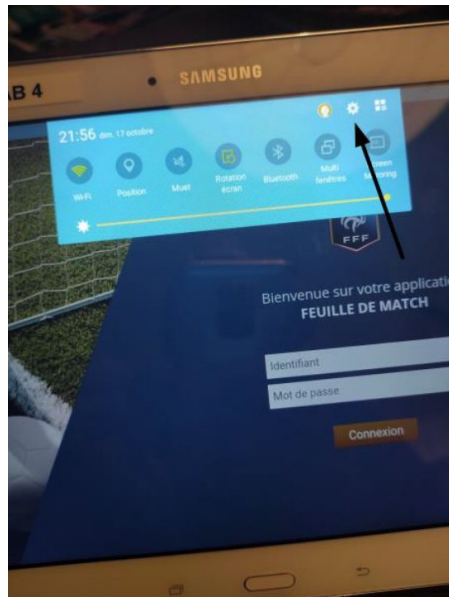 AB 4
SAMSUNG
21:56 dim. 17 octobre
Wi-Fi
Position
Muet
Rotation
écran
Bluetooth
Multi
fenêtres
Screen
Mirroring
FFF
Bienvenue sur votre applicatio
FEUILLE DE MATCH
Identifiant
Mot de passe
Connexion